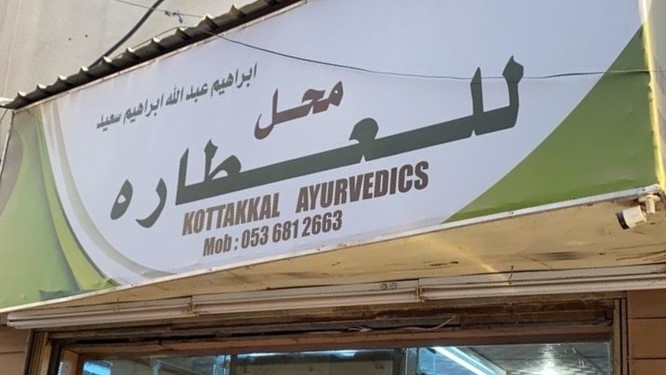 محل
ابراهيم عبد الله ابراهيم سعيد
للعطاره
KOTTAKKAL AYURVEDICS
Mob : 053 681 2663